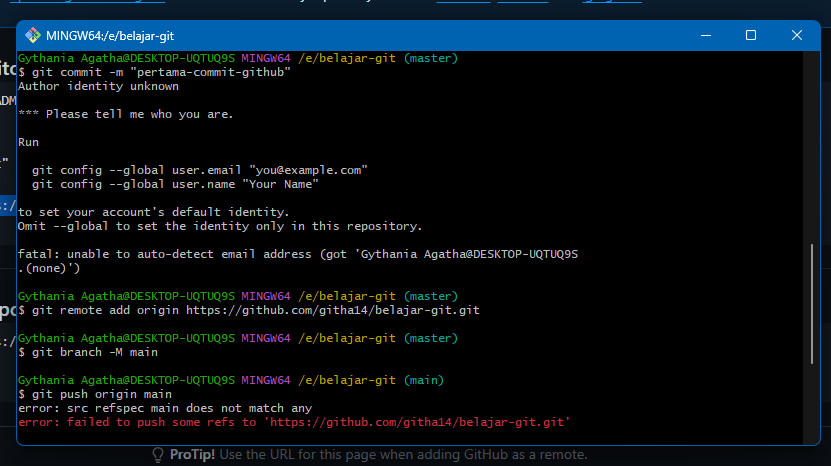 MINGW64:/e/belajar-git
Gythania Agatha@DESKTOP-UQTUQ9S MINGW64 /e/belajar-git (master)
$ git commit -m "pertama-commit-github"
Author identity unknown
*** Please tell me who you are.
Run
git config --global user.email "you@example.com"
git config --global user.name "Your Name"
to set your account's default identity.
Omit --global to set the identity only in this repository.
fatal: unable to auto-detect email address (got 'Gythania Agatha@DESKTOP-UQTUQ9S
.(none)')
Gythania Agatha@DESKTOP-UQTUQ9S MINGW64 /e/belajar-git (master)
$ git remote add origin https://github.com/githa14/belajar-git.git
Gythania Agatha@DESKTOP-UQTUQ9S MINGW64 /e/belajar-git (master)
$ git branch -M main
Gythania Agatha@DESKTOP-UQTUQ9S MINGW64 /e/belajar-git (main)
$ git push origin main
error: src refspec main does not match any
error: failed to push some refs to 'https://github.com/githa14/belajar-git.git'
ProTip! Use the URL for this page when adding GitHub as a remote.